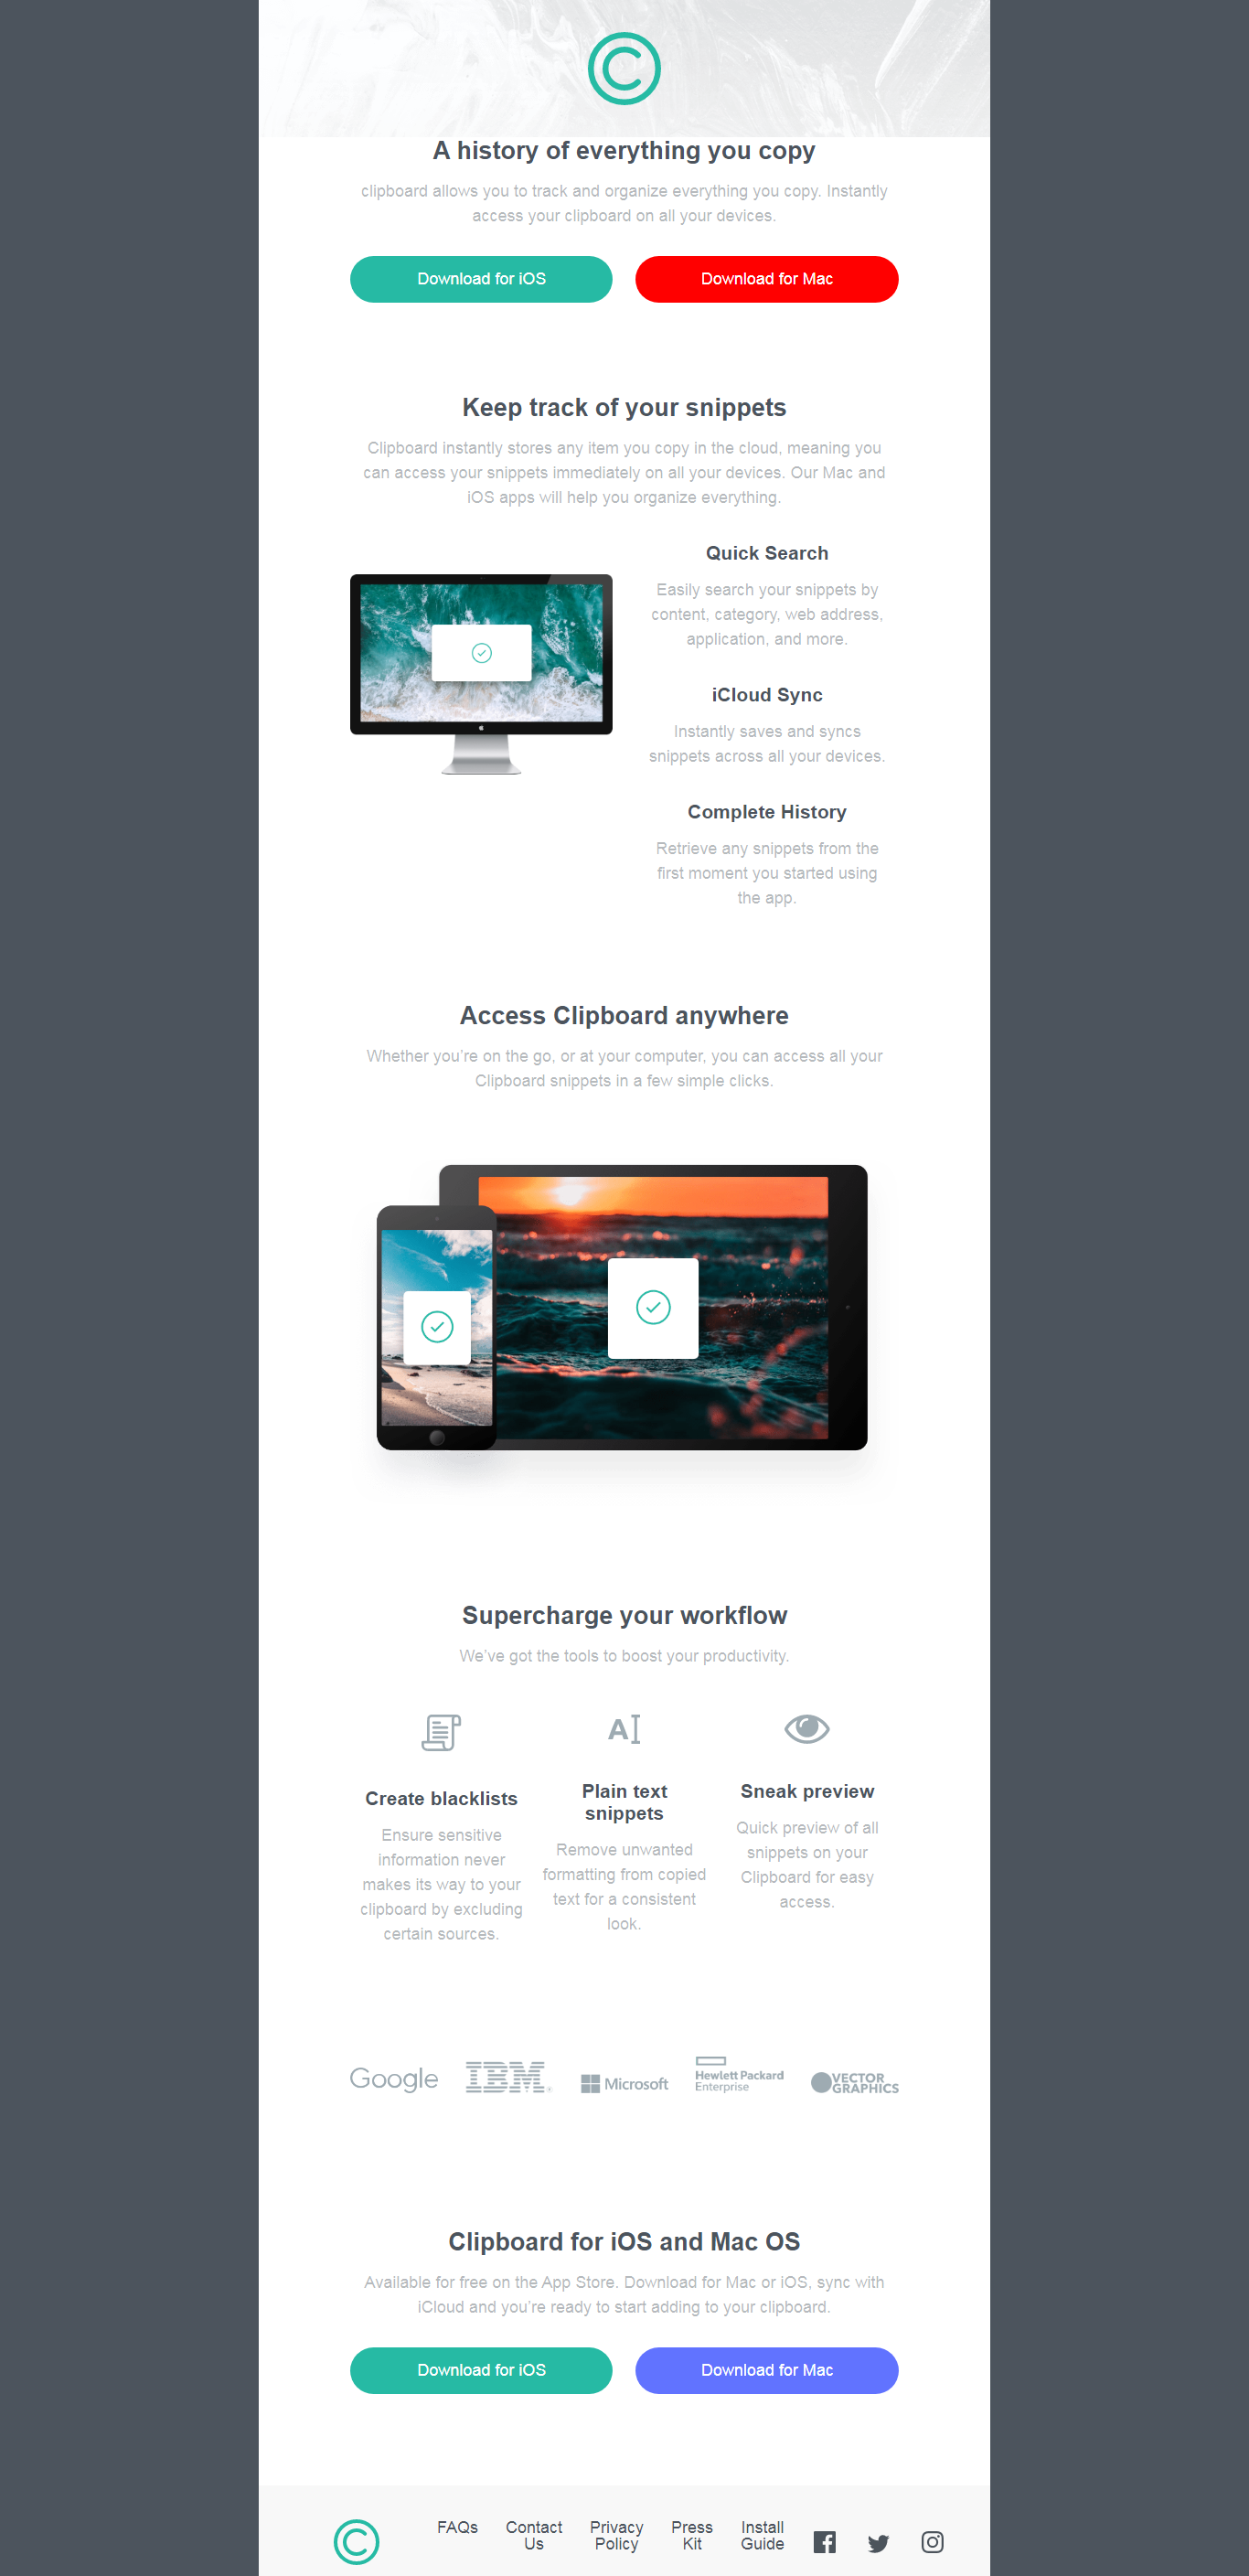 A history of everything you copy
clipboard allows you to track and organize everything you copy. Instantly
access your clipboard on all your devices.
Download for iOS
Download for Mac
Keep track of your snippets
Clipboard instantly stores any item you copy in the cloud, meaning you
can access your snippets immediately on all your devices. Our Mac and
iOS apps will help you organize everything.
Quick Search
Easily search your snippets by
content, category, web address,
application, and more.
iCloud Sync
Instantly saves and syncs
snippets across all your devices.
Complete History
Retrieve any snippets from the
first moment you started using
the app.
Access Clipboard anywhere
Whether you’re on the go, or at your computer, you can access all your
Clipboard snippets in a few simple clicks.
Supercharge your workflow
We’ve got the tools to boost your productivity.
Create blacklists
Ensure sensitive
information never
makes its way to your
clipboard by excluding
certain sources.
Plain text
snippets
Remove unwanted
formatting from copied
text for a consistent
look.
Sneak preview
Quick preview of all
snippets on your
Clipboard for easy
access.
Google
IBM
Microsoft
Hewlett Packard
Enterprise
VECTOR
GRAPHICS
Clipboard for iOS and Mac OS
Available for free on the App Store. Download for Mac or iOS, sync with
iCloud and you’re ready to start adding to your clipboard.
Download for iOS
Download for Mac
FAQs
Contact
Us
Privacy
Policy
Press
Kit
Install
Guide